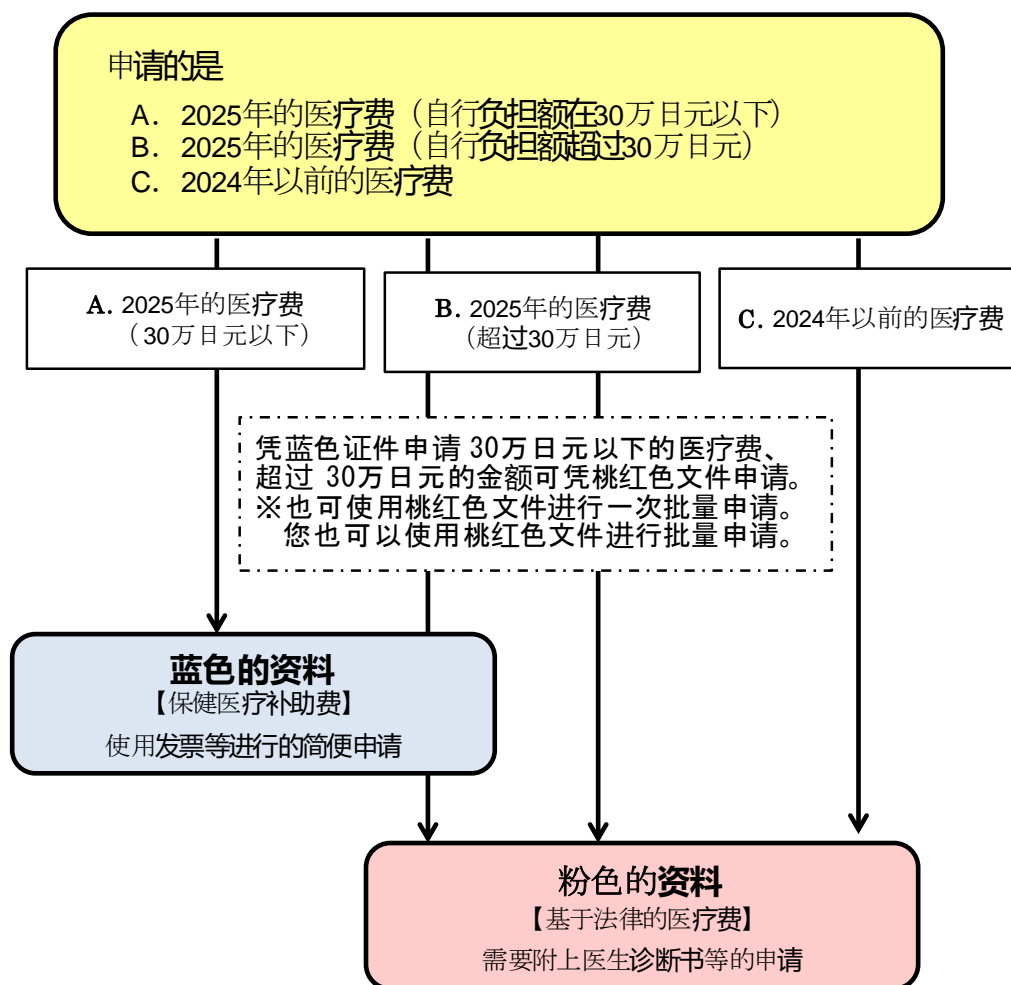 申请的是
A. 2025年的医疗费（自行负担额在30万日元以下）
B. 2025年的医疗费（自行负担额超过30万日元）
C. 2024年以前的医疗费
A. 2025年的医疗费
（30万日元以下）
B. 2025年的医疗费
（超过30万日元）
C. 2024年以前的医疗费
凭蓝色证件申请 30万日元以下的医疗费、
超过 30万日元的金额可凭桃红色文件申请。
※也可使用桃红色文件进行一次批量申请。
您也可以使用桃红色文件进行批量申请。
蓝色的资料
【保健医疗补助费】
使用发票等进行的简便申请
粉色的资料
【基于法律的医疗费】
需要附上医生诊断书等的申请